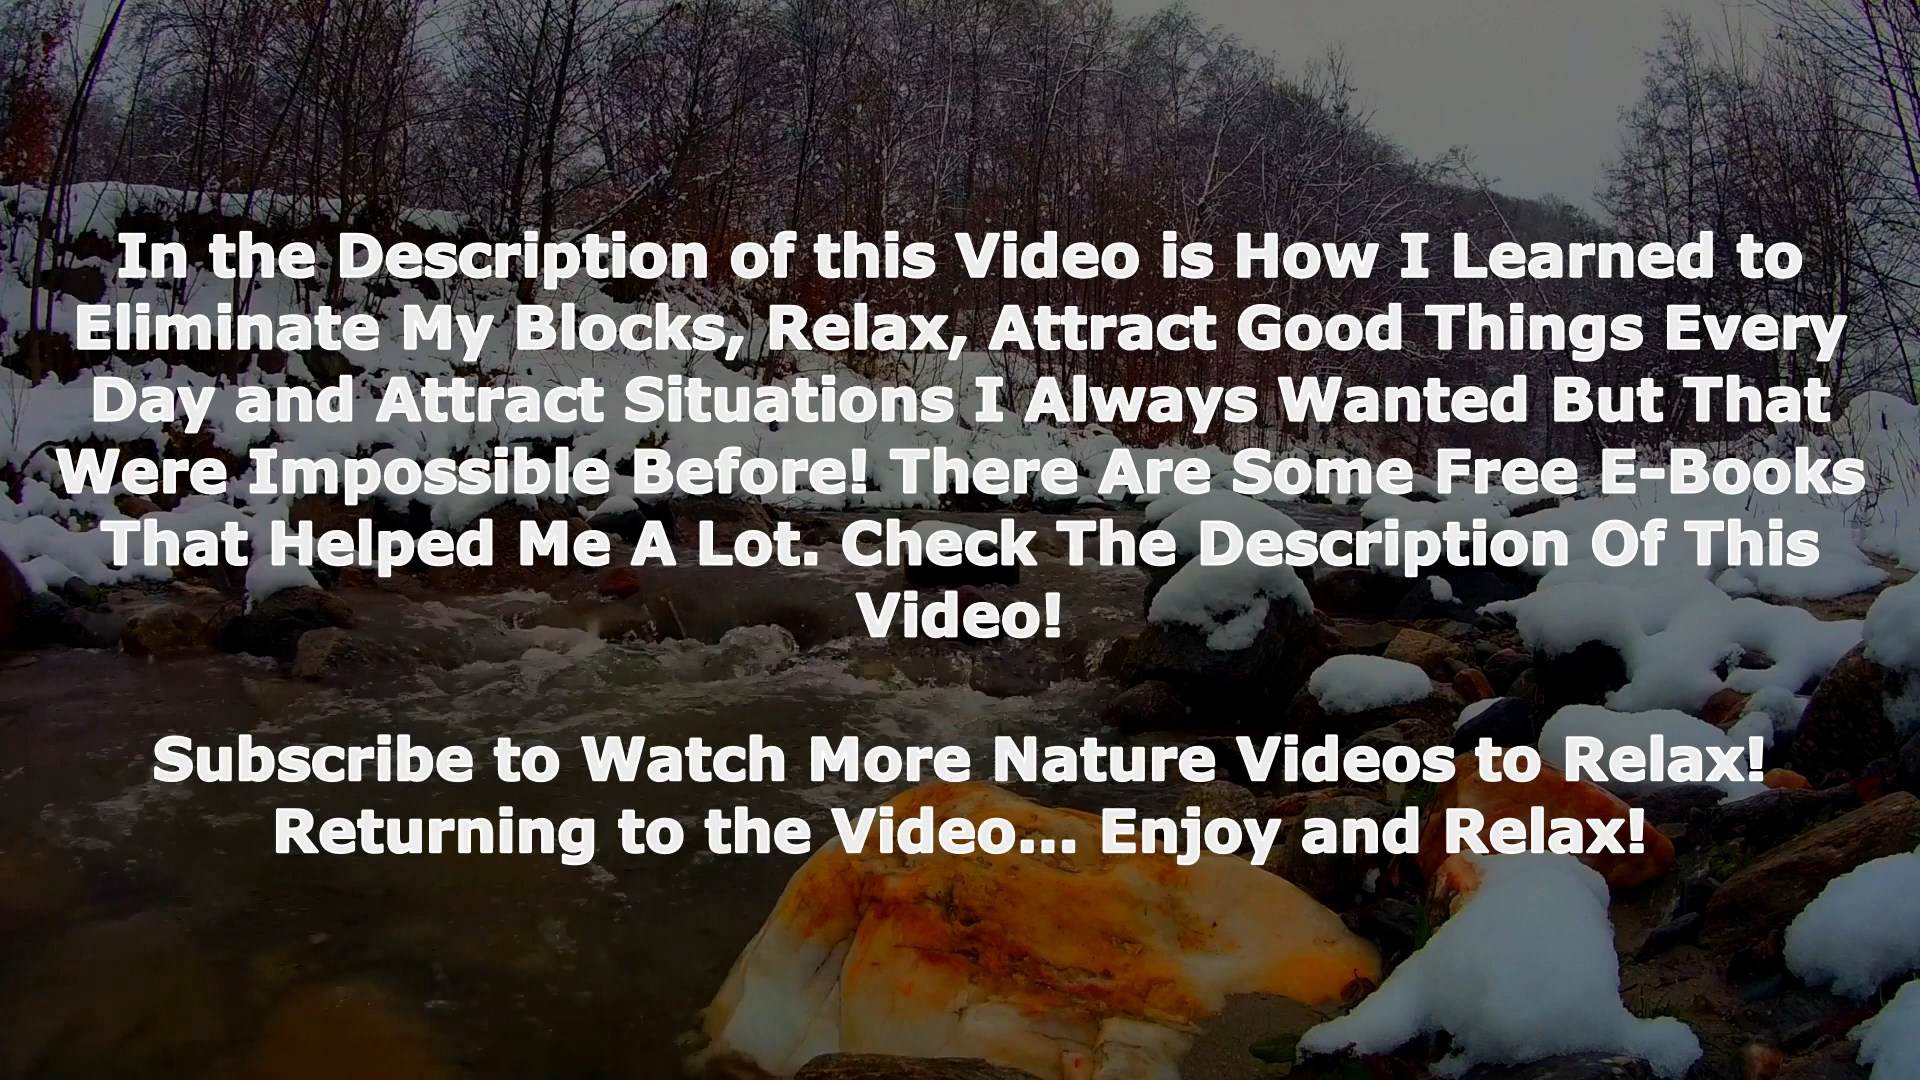 In the Description of this Video is How I Learned to
Eliminate My Blocks, Relax, Attract Good Things Every
Day and Attract Situations I Always Wanted But That
Were Impossible Before! There Are Some Free E-Books
That Helped Me A Lot. Check The Description Of This
Video!
Subscribe to Watch More Nature Videos to Relax!
Returning to the Video... Enjoy and Relax!